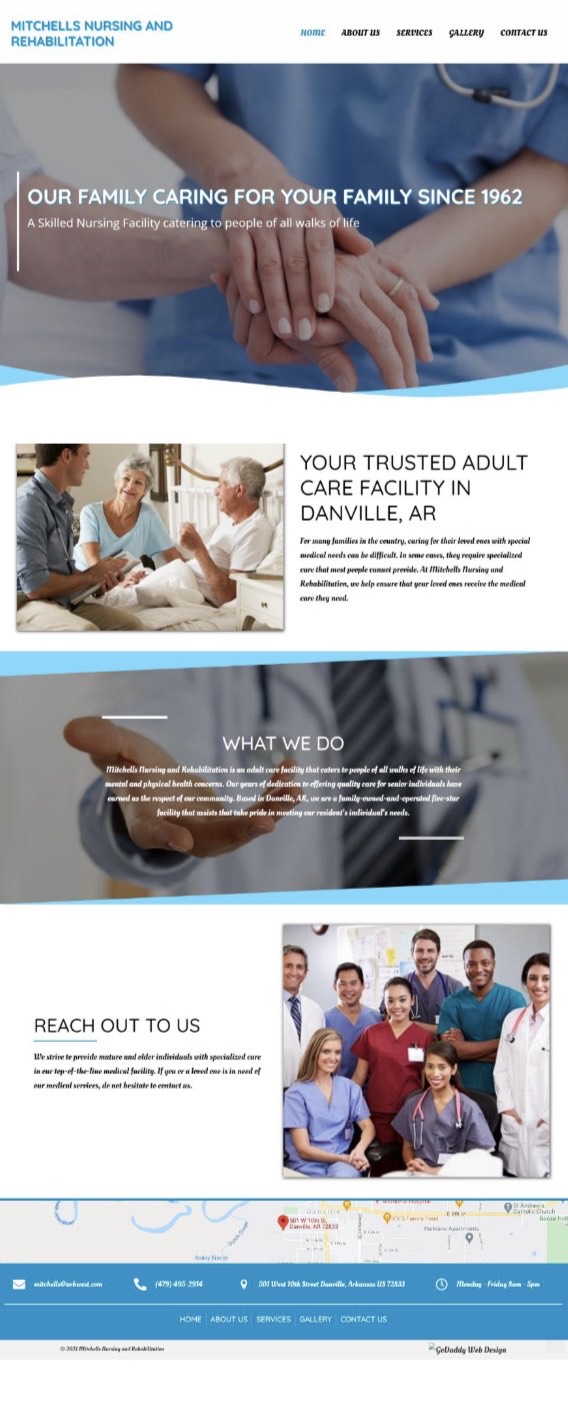 MITCHELLS NURSING AND
REHABILITATION
HOME ABOUT US SERVICES GALLERY CONTACT US
OUR FAMILY CARING FOR YOUR FAMILY SINCE 1962
A Skilled Nursing Facility catering to people of all walks of life
YOUR TRUSTED ADULT
CARE FACILITY IN
DANVILLE, AR
For many families in the country, caring for their loved ones with special
medical needs can be difficult. In some cases, they require specialized
care that most people cannot provide. At Mitchells Nursing and
Rehabilitation, we help ensure that your loved ones receive the medical
care they need.
WHAT WE DO
Mitchells Nursing and Rehabilitation is an adult care facility that caters to people of all walks of life with their
mental and physical health concerns. Our years of dedication to offering quality care for senior individuals have
earned us the respect of our community. Based in Danville, AR, we are a family-owned-and-operated five-star
facility that assists that take pride in meeting our resident's individual's needs.
REACH OUT TO US
We strive to provide mature and older individuals with specialized care
in our top-of-the-line medical facility. If you or a loved one is in need of
our medical services, do not hesitate to contact us.
St Andrew's
Catholic Church
501 W 10th St,
Danville, AR 72833
CV's Family Food
Parklane Apartments
mitchells@arkwest.com (479) 495-2914 501 West 10th Street Danville, Arkansas US 72833 Monday - Friday 8am - 5pm
HOME ABOUT US SERVICES GALLERY CONTACT US
© 2021 Mitchells Nursing and Rehabilitation
GoDaddy Web Design